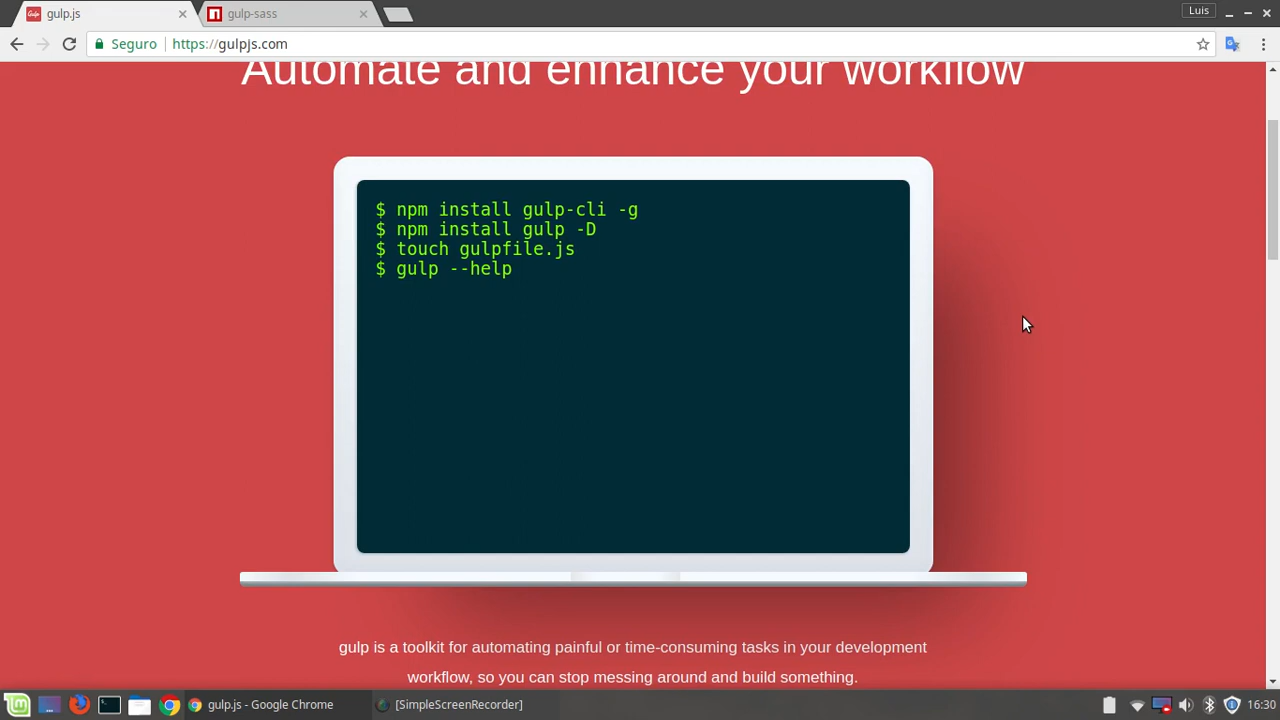 gulp.js
gulp-sass
Luis
Seguro
https://gulpjs.com
Automate and enhance your workflow
$ npm install gulp-cli -g
$ npm install gulp -D
$ touch gulpfile.js
$ gulp --help
gulp is a toolkit for automating painful or time-consuming tasks in your development
workflow, so you can stop messing around and build something.
gulp.js - Google Chrome
[SimpleScreenRecorder]
16:30